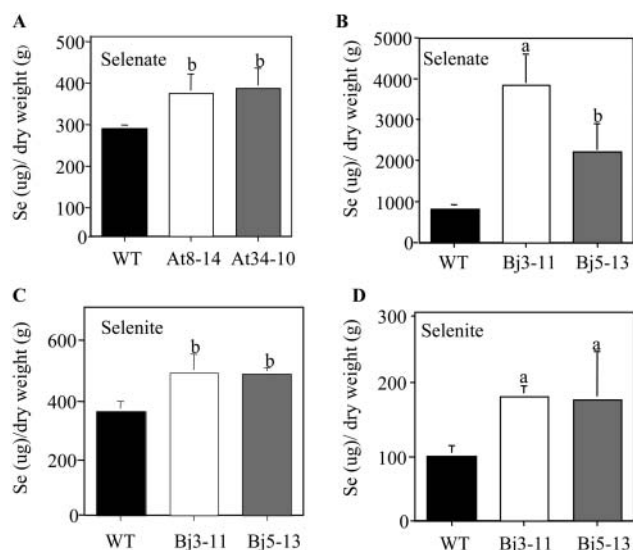 A
Selenate
500
400
300
200
100
0
Se (ug)/ dry weight (g)
b
b
WT At8-14 At34-10
B
Selenate
5000
4000
3000
2000
1000
0
Se (ug)/ dry weight (g)
a
b
WT Bj3-11 Bj5-13
C
Selenite
600
400
200
0
Se (ug)/dry weight (g)
b
b
WT Bj3-11 Bj5-13
D
Selenite
300
200
100
0
Se (ug)/ dry weight (g)
a
a
WT Bj3-11 Bj5-13